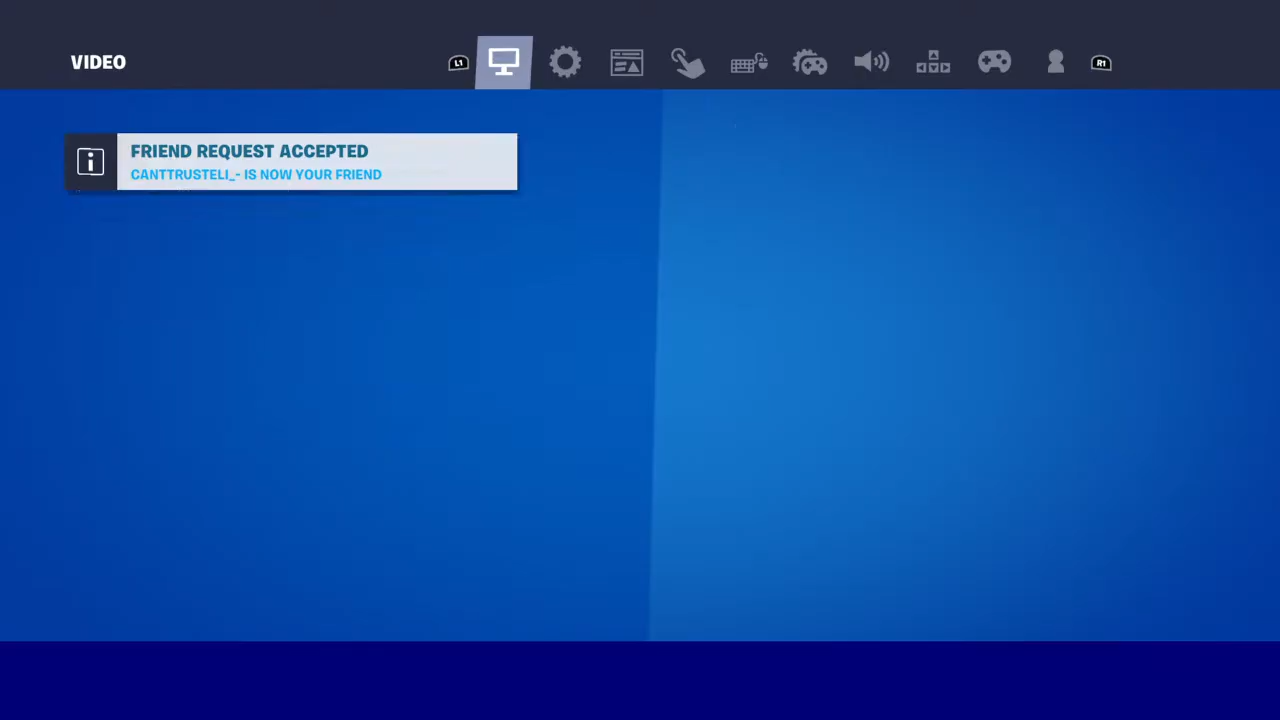 VIDEO
L1
R1
FRIEND REQUEST ACCEPTED
CANTTRUSTELI_- IS NOW YOUR FRIEND